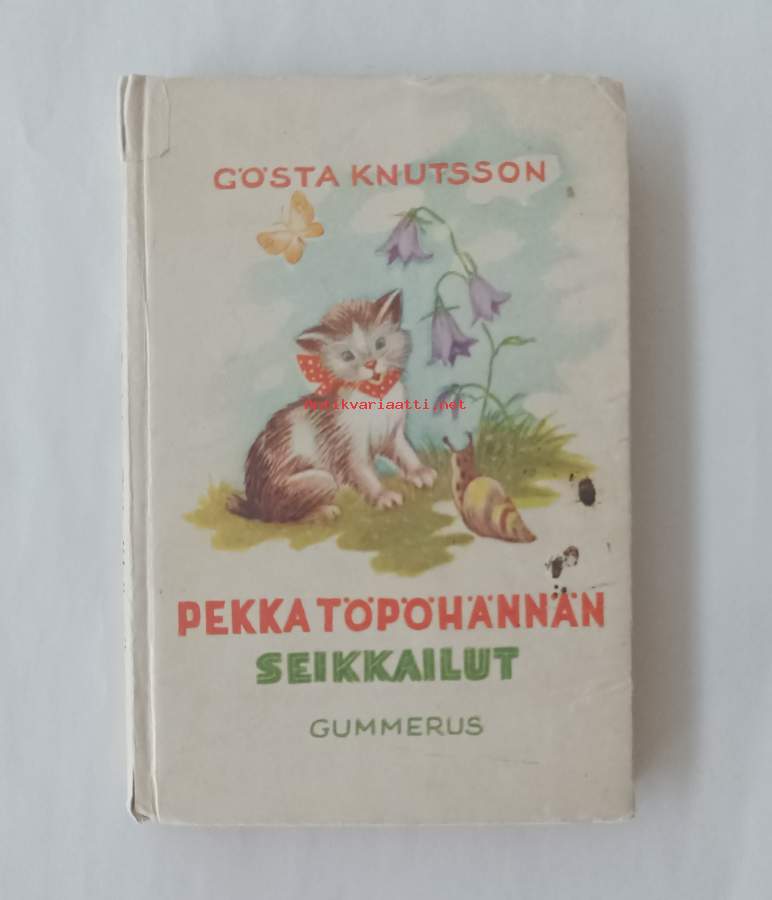 GÖSTA KNUTSSON
Antikvariaatti.net
PEKKA TÖPÖHÄNNÄN
SEIKKAILUT
GUMMERUS